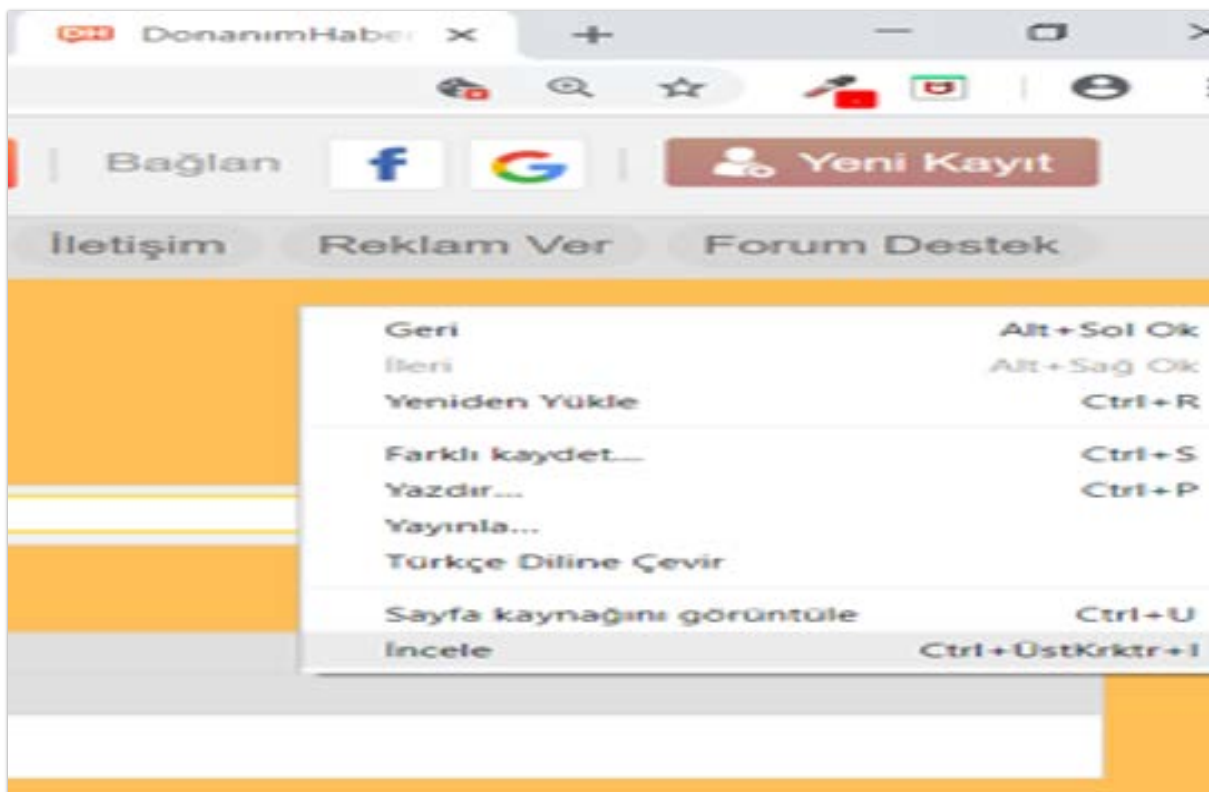 DH DonanımHaber
Bağlan f G Yeni Kayıt
İletişim Reklam Ver Forum Destek
Geri Alt+Sol Ok
İleri Alt+Sağ Ok
Yeniden Yükle Ctrl+R
Farklı kaydet... Ctrl+S
Yazdır... Ctrl+P
Yayınla...
Türkçe Diline Çevir
Sayfa kaynağını görüntüle Ctrl+U
İncele Ctrl+ÜstKrktr+I